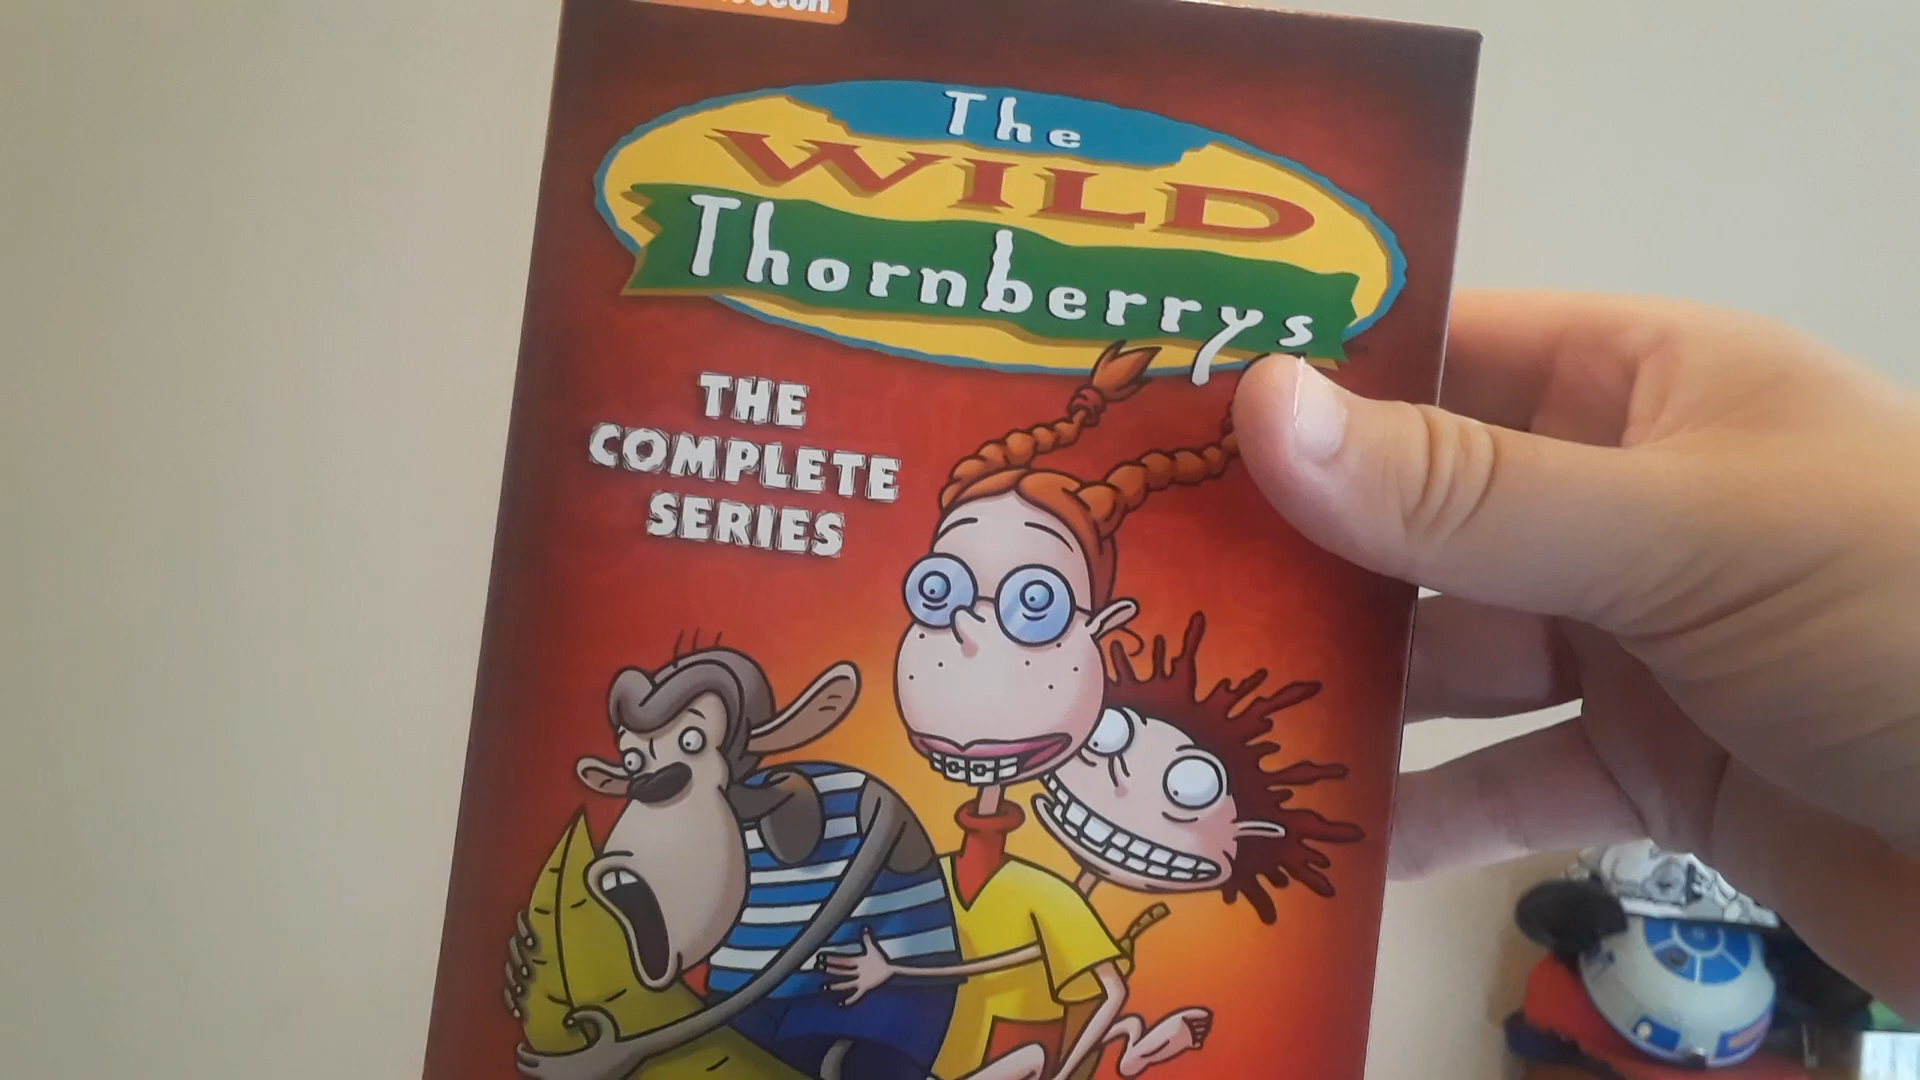 The
WILD
Thornberrys
THE
COMPLETE
SERIES